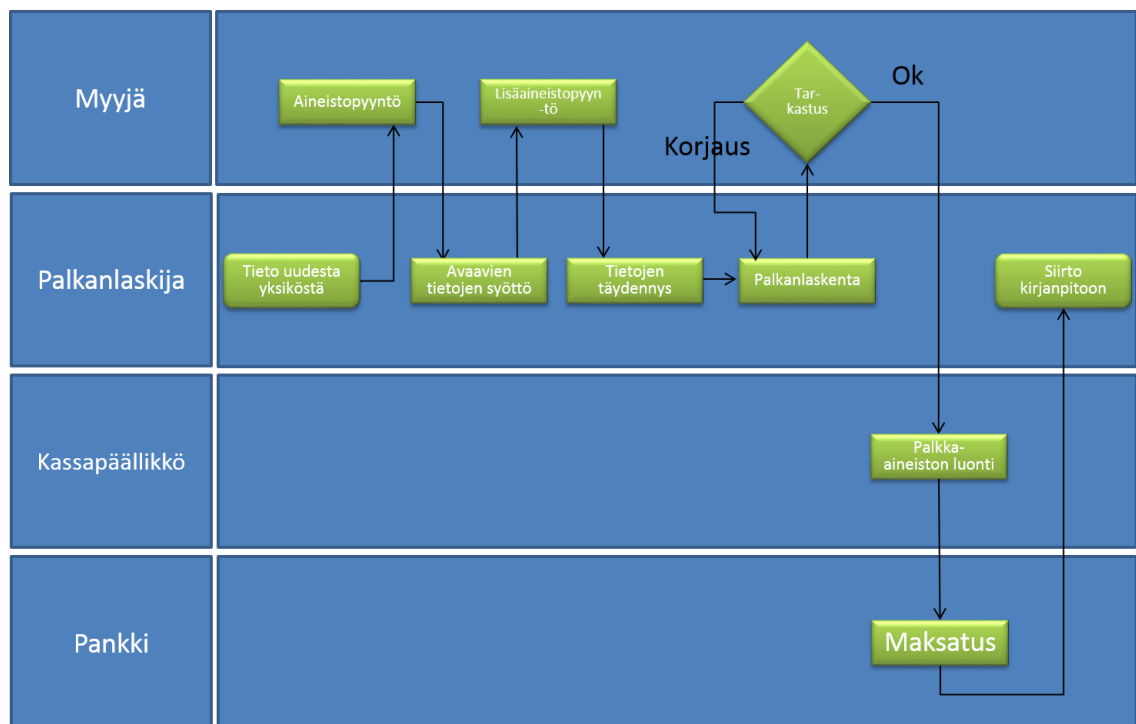 Myyjä
Aineistopyyntö
Lisäaineistopyyn
-tö
Tar-
kastus
Ok
Korjaus
Palkanlaskija
Tieto uudesta
yksiköstä
Avaavien
tietojen syöttö
Tietojen
täydennys
Palkanlaskenta
Siirto
kirjanpitoon
Kassapäällikkö
Palkka-
aineiston luonti
Pankki
Maksatus